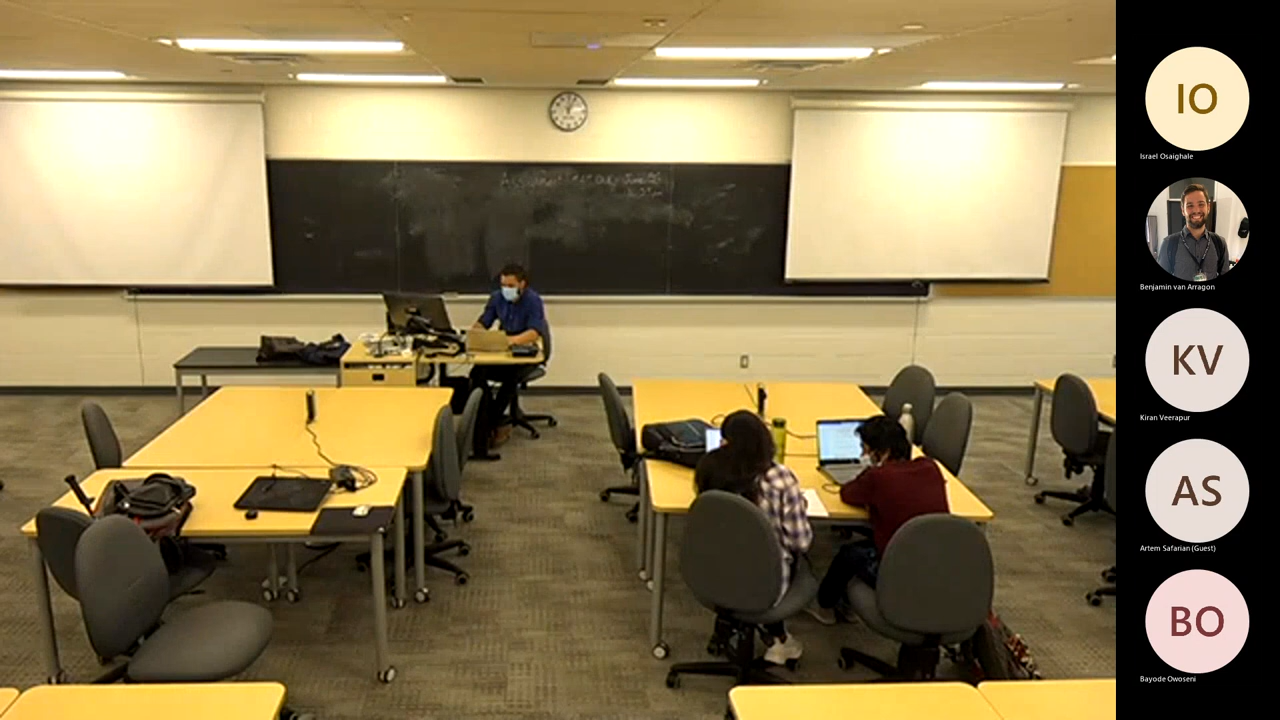 IO
Israel Osaighale
Benjamin van Arragon
KV
Kiran Veerapur
AS
Artem Safarian (Guest)
BO
Bayode Owoseni